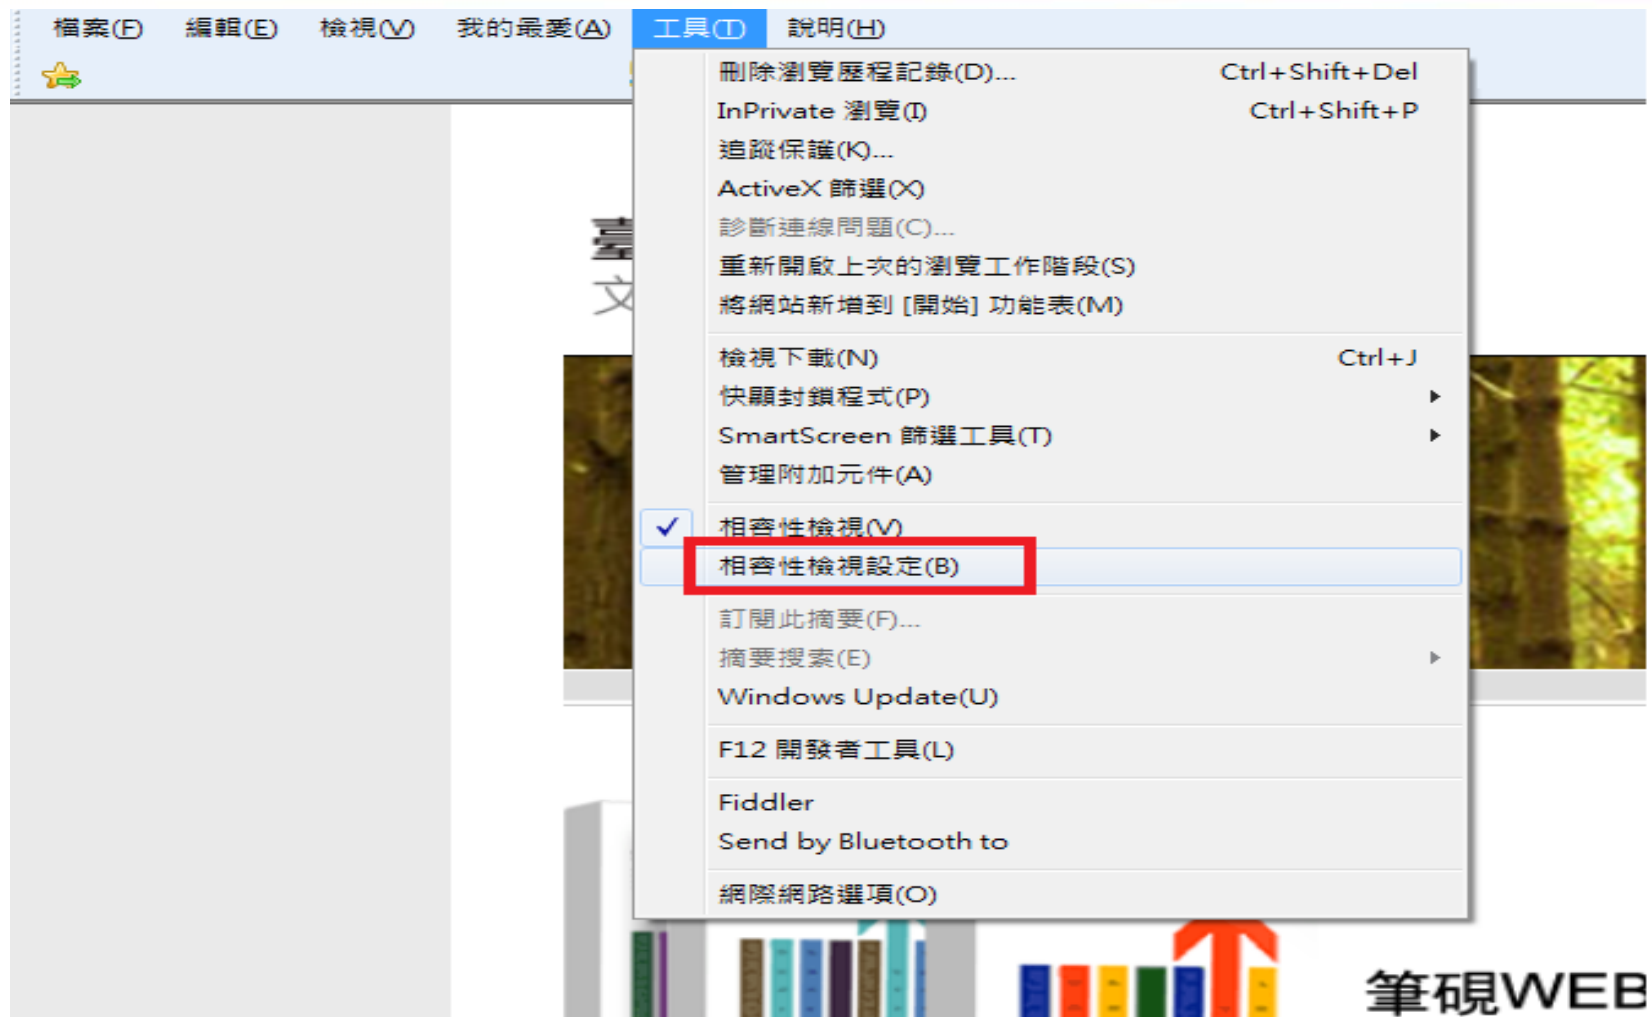 檔案(F) 編輯(E) 檢視(V) 我的最愛(A) 工具(T) 說明(H)
刪除瀏覽歷程記錄(D)... Ctrl+Shift+Del
InPrivate 瀏覽(I) Ctrl+Shift+P
追蹤保護(K)...
ActiveX 篩選(X)
診斷連線問題(C)...
重新開啟上次的瀏覽工作階段(S)
將網站新增到 [開始] 功能表(M)
檢視下載(N) Ctrl+J
快顯封鎖程式(P)
SmartScreen 篩選工具(T)
管理附加元件(A)
相容性檢視(V)
相容性檢視設定(B)
訂閱此摘要(F)...
摘要搜索(E)
Windows Update(U)
F12 開發者工具(L)
Fiddler
Send by Bluetooth to
網際網路選項(O)
臺
文
筆硯WEB